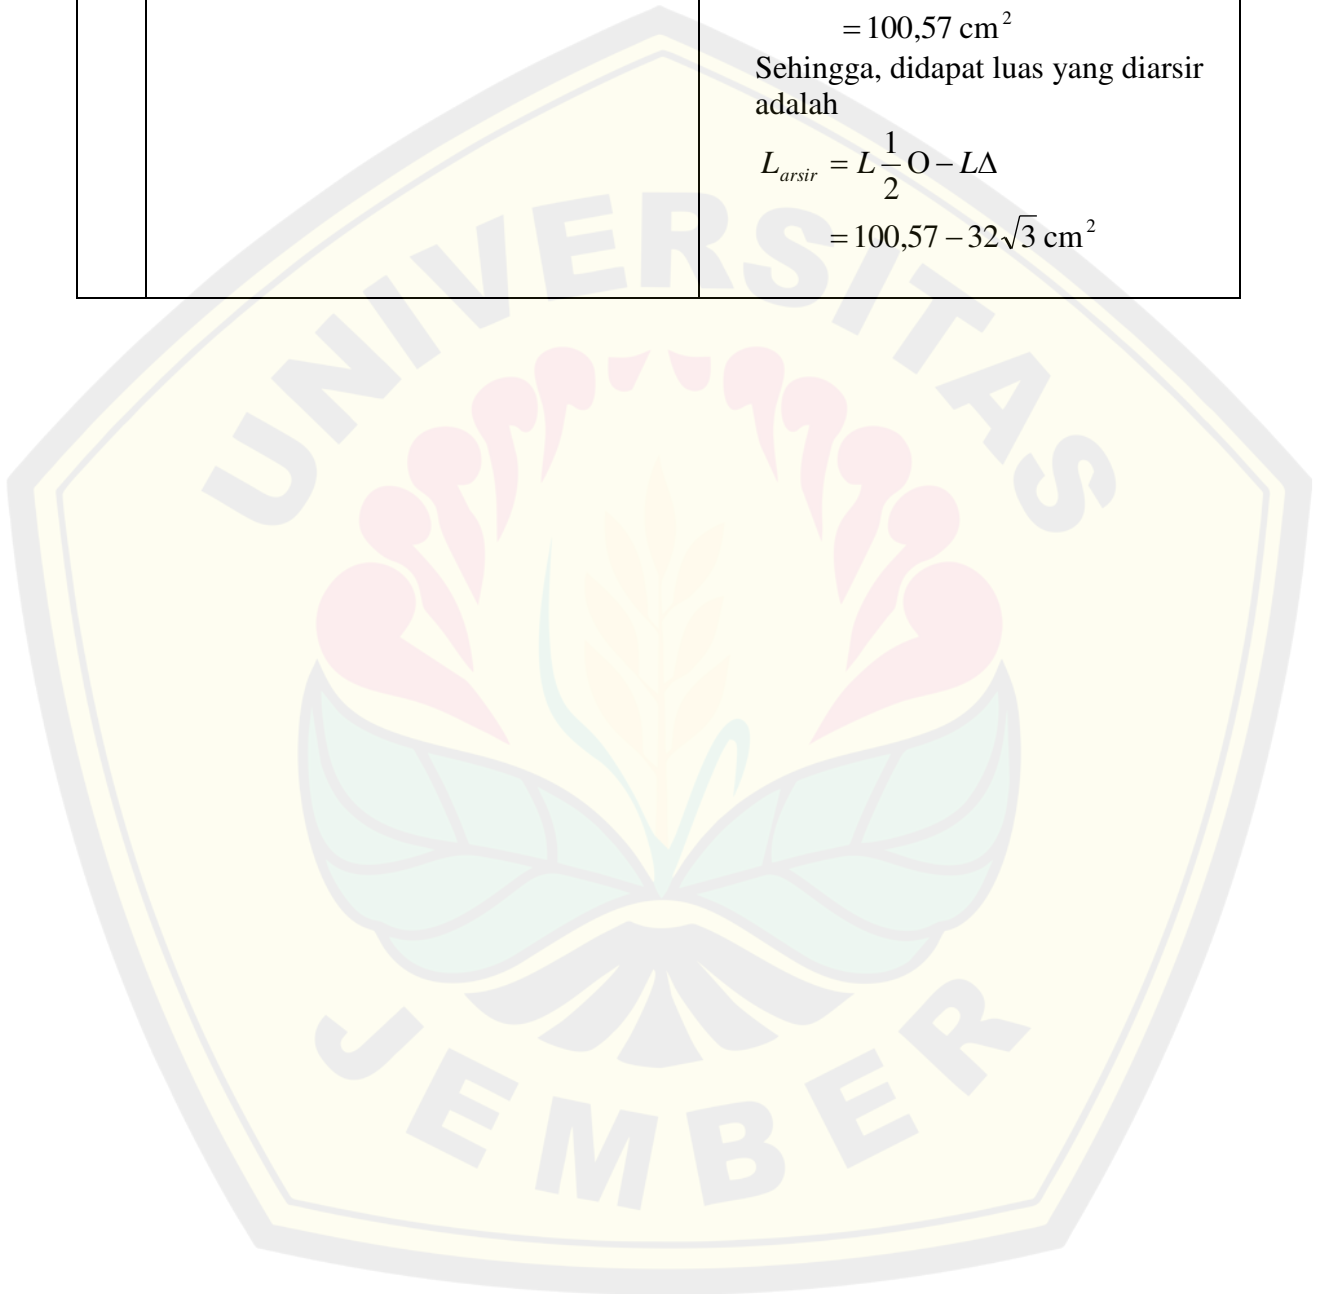 = 100,57 cm²
Sehingga, didapat luas yang diarsir
adalah
L_arsir = L 1/2 O − LΔ
= 100,57 − 32√3 cm²
UNIVERSITAS
JEMBER